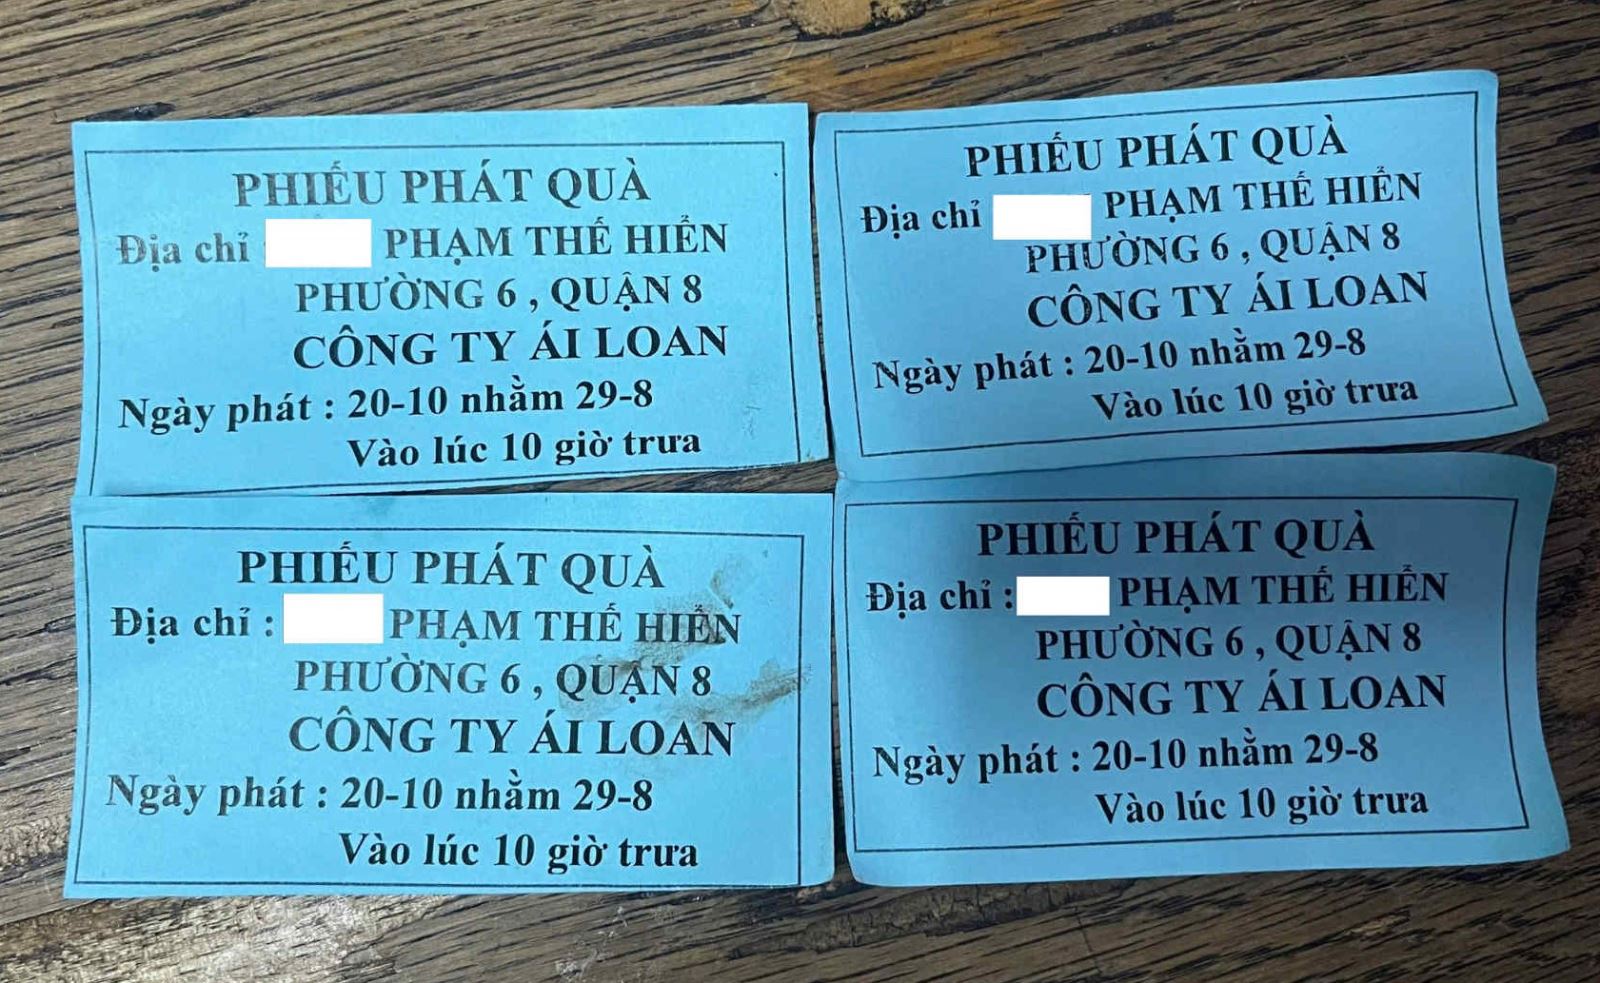 PHIẾU PHÁT QUÀ
Địa chỉ : PHẠM THẾ HIỂN
PHƯỜNG 6 , QUẬN 8
CÔNG TY ÁI LOAN
Ngày phát : 20-10 nhằm 29-8
Vào lúc 10 giờ trưa
PHIẾU PHÁT QUÀ
Địa chỉ PHẠM THẾ HIỂN
PHƯỜNG 6 , QUẬN 8
CÔNG TY ÁI LOAN
Ngày phát : 20-10 nhằm 29-8
Vào lúc 10 giờ trưa
PHIẾU PHÁT QUÀ
Địa chỉ : PHẠM THẾ HIỂN
PHƯỜNG 6 , QUẬN 8
CÔNG TY ÁI LOAN
Ngày phát : 20-10 nhằm 29-8
Vào lúc 10 giờ trưa
PHIẾU PHÁT QUÀ
Địa chỉ : PHẠM THẾ HIỂN
PHƯỜNG 6 , QUẬN 8
CÔNG TY ÁI LOAN
Ngày phát : 20-10 nhằm 29-8
Vào lúc 10 giờ trưa